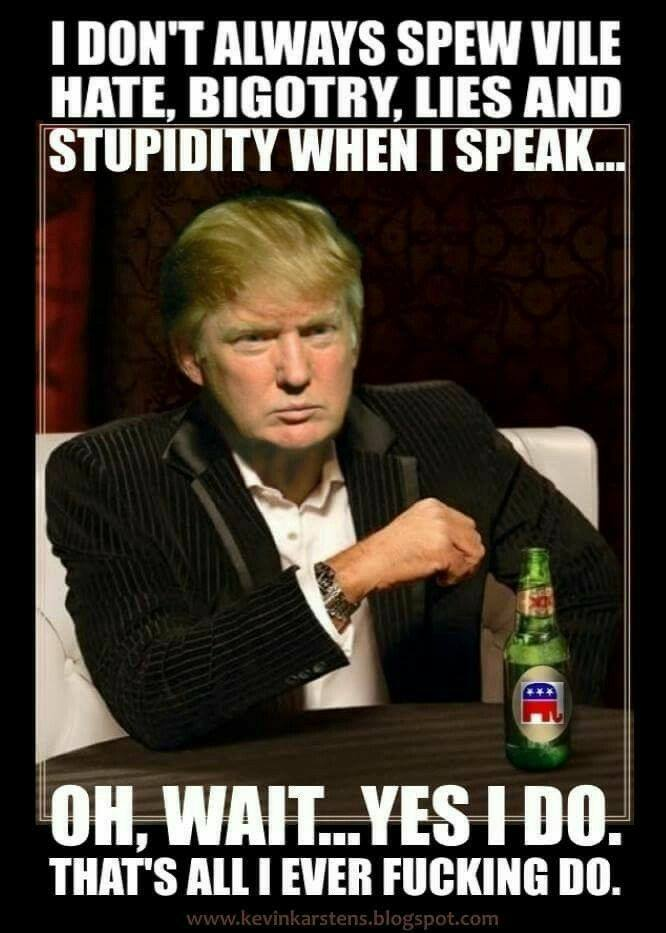 I DON'T ALWAYS SPEW VILE
HATE, BIGOTRY, LIES AND
STUPIDITY WHEN I SPEAK...
XX
OH, WAIT...YES I DO.
THAT'S ALL I EVER FUCKING DO.
www.kevinkarstens.blogspot.com